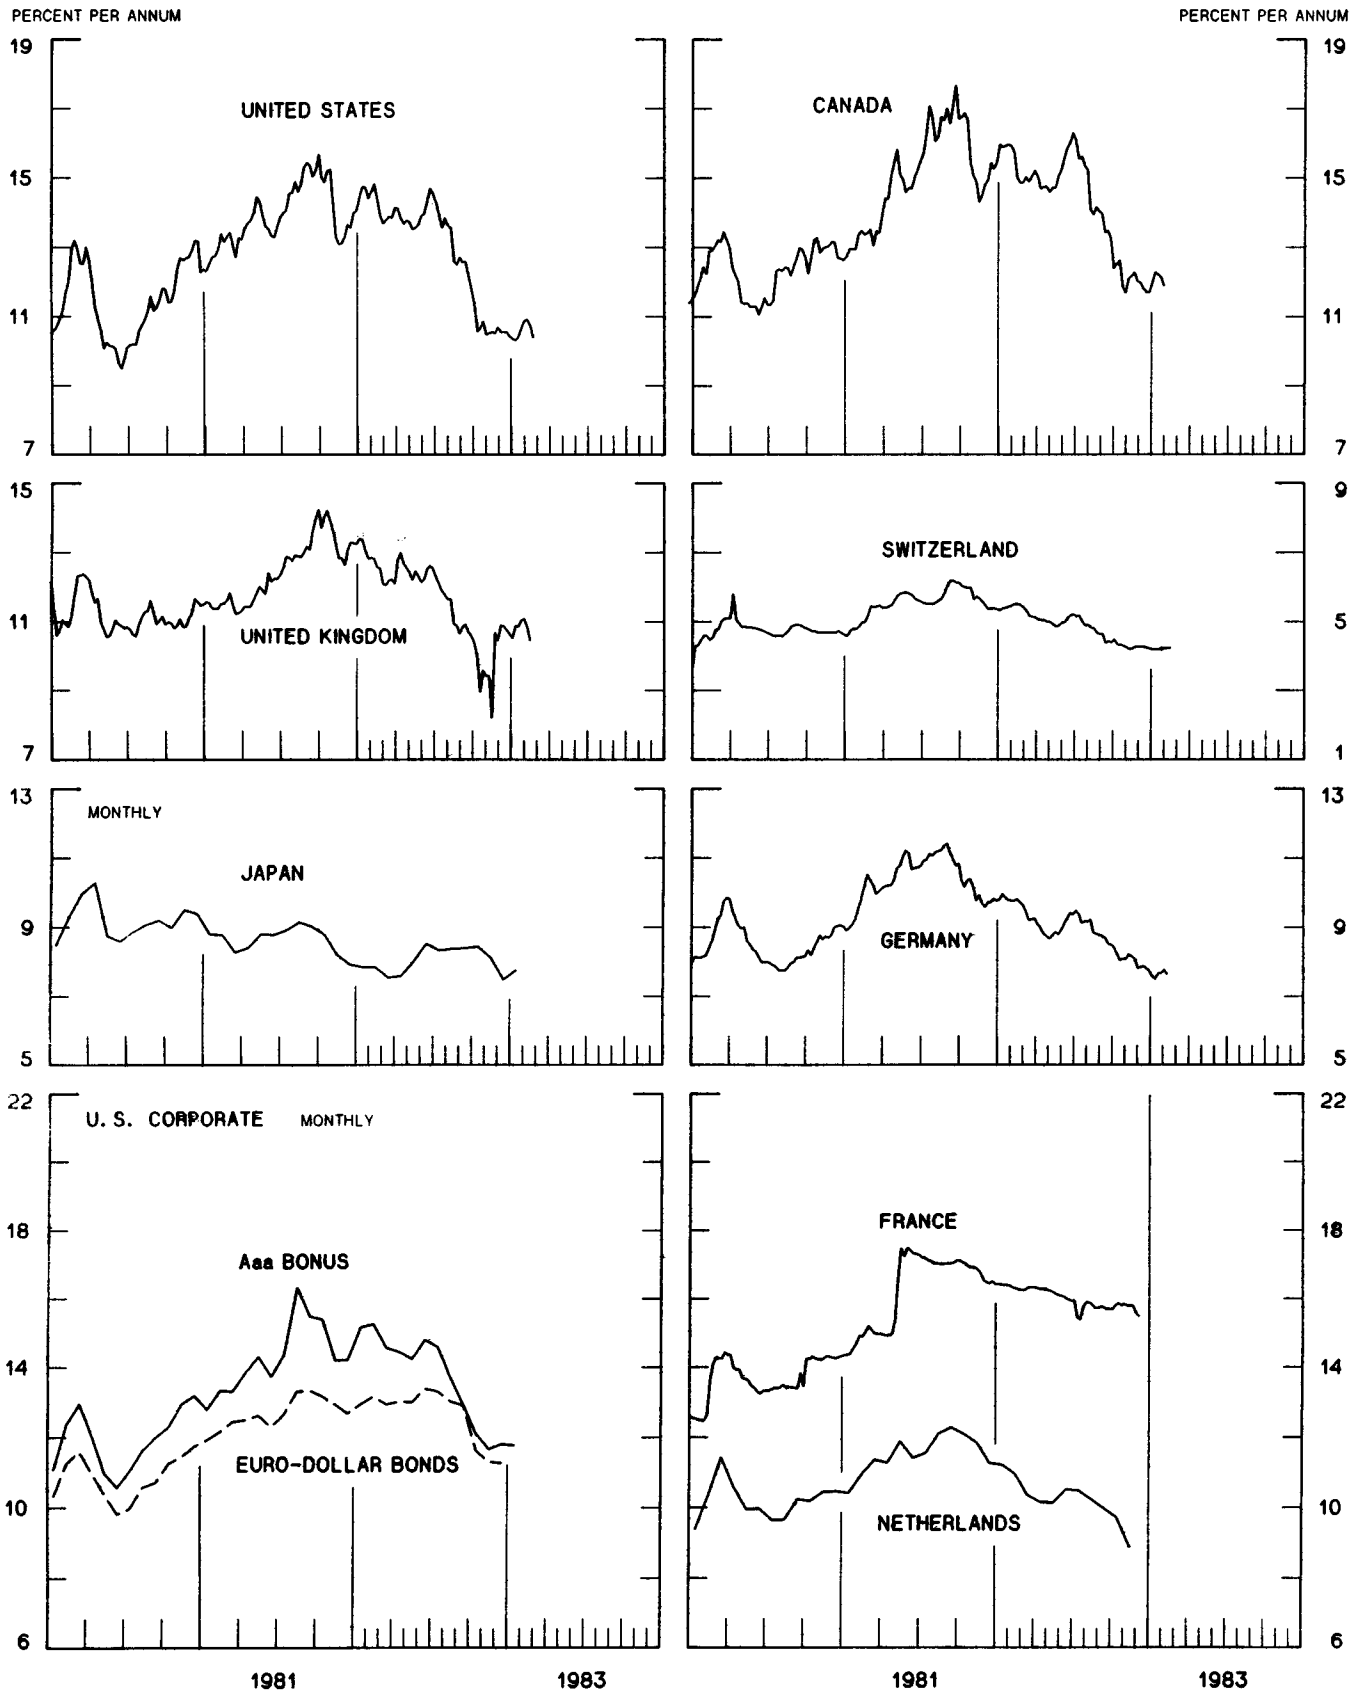 PERCENT PER ANNUM PERCENT PER ANNUM
19 19
UNITED STATES CANADA
15 15
11 11
7 7
15 9
SWITZERLAND
11 5
UNITED KINGDOM
7 1
13 13
MONTHLY
JAPAN
9 9
GERMANY
5 5
22 22
U.S. CORPORATE MONTHLY
FRANCE
18 18
Aaa BONUS
14 14
EURO-DOLLAR BONDS
10 10
NETHERLANDS
6 6
1981 1983 1981 1983